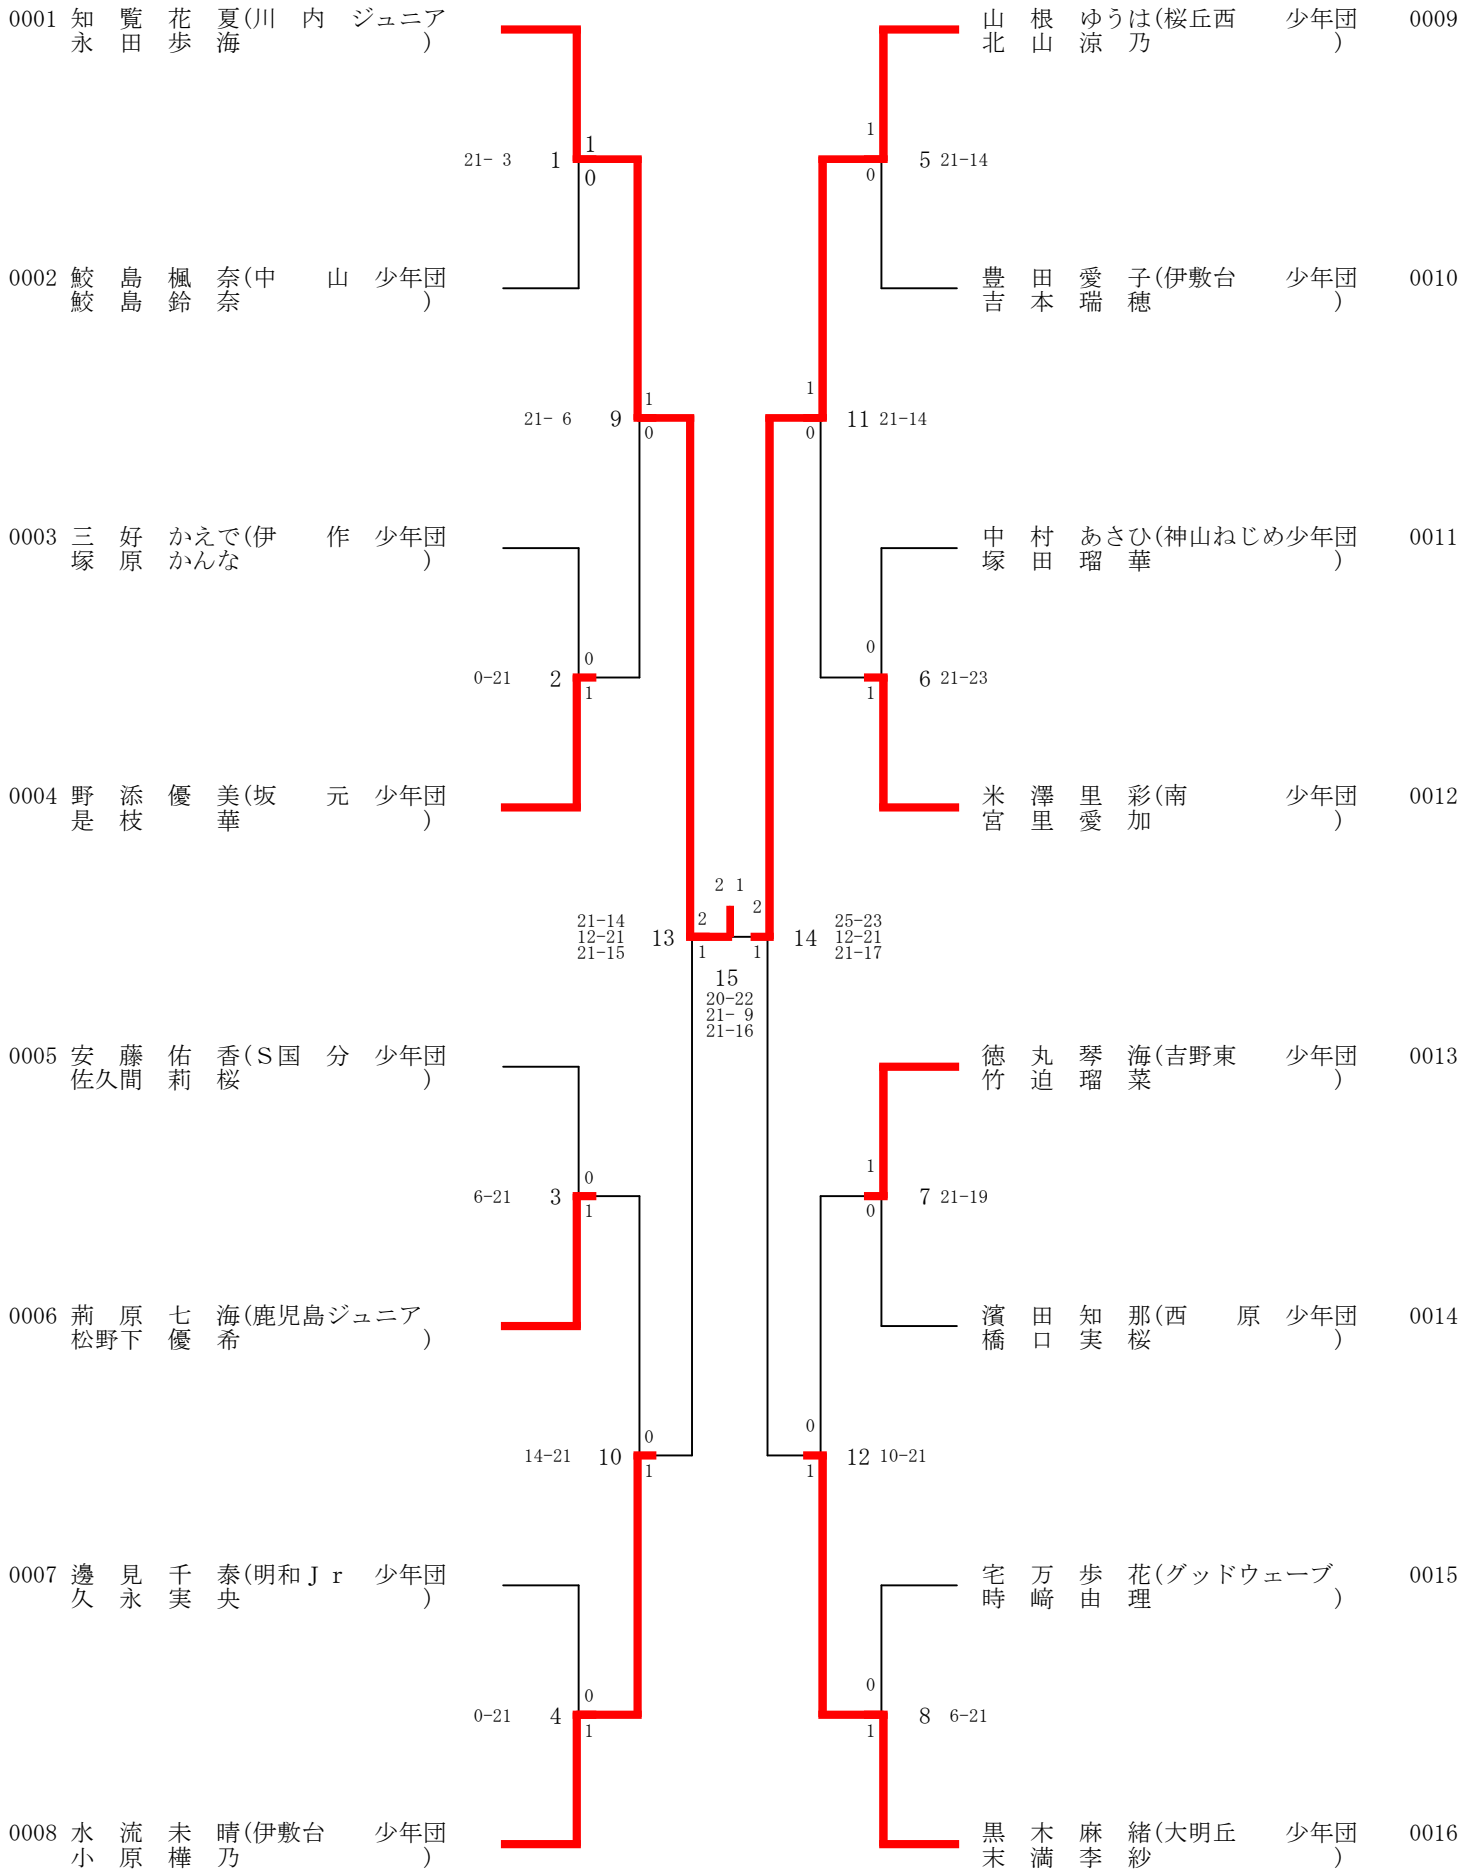 0001 知 覧 花 夏(川 内 ジュニア
永 田 歩 海 )
1
21- 3 1
0
0002 鮫 島 楓 奈(中 山 少年団
鮫 島 鈴 奈 )
1
21- 6 9
0
0003 三 好 かえで(伊 作 少年団
塚 原 かんな )
0
0-21 2
1
0004 野 添 優 美(坂 元 少年団
是 枝 華 )
21-14
12-21
21-15
13
2
1
0005 安 藤 佑 香(S国 分 少年団
佐久間 莉 桜 )
0
6-21 3
1
0006 荊 原 七 海(鹿児島ジュニア
松野下 優 希 )
0
14-21 10
1
0007 邊 見 千 泰(明和Jr 少年団
久 永 実 央 )
0
0-21 4
1
0008 水 流 未 晴(伊敷台 少年団
小 原 樺 乃 )
2 1
15
20-22
21- 9
21-16
山 根 ゆうは(桜丘西 少年団 0009
北 山 涼 乃 )
1
5 21-14
0
豊 田 愛 子(伊敷台 少年団 0010
吉 本 瑞 穂 )
1
11 21-14
0
中 村 あさひ(神山ねじめ少年団 0011
塚 田 瑠 華 )
0
6 21-23
1
米 澤 里 彩(南 少年団 0012
宮 里 愛 加 )
2
1
14
25-23
12-21
21-17
徳 丸 琴 海(吉野東 少年団 0013
竹 迫 瑠 菜 )
1
7 21-19
0
濱 田 知 那(西 原 少年団 0014
橋 口 実 桜 )
0
12 10-21
1
宅 万 歩 花(グッドウェーブ 0015
時 﨑 由 理 )
0
8 6-21
1
黒 木 麻 緒(大明丘 少年団 0016
末 満 李 紗 )